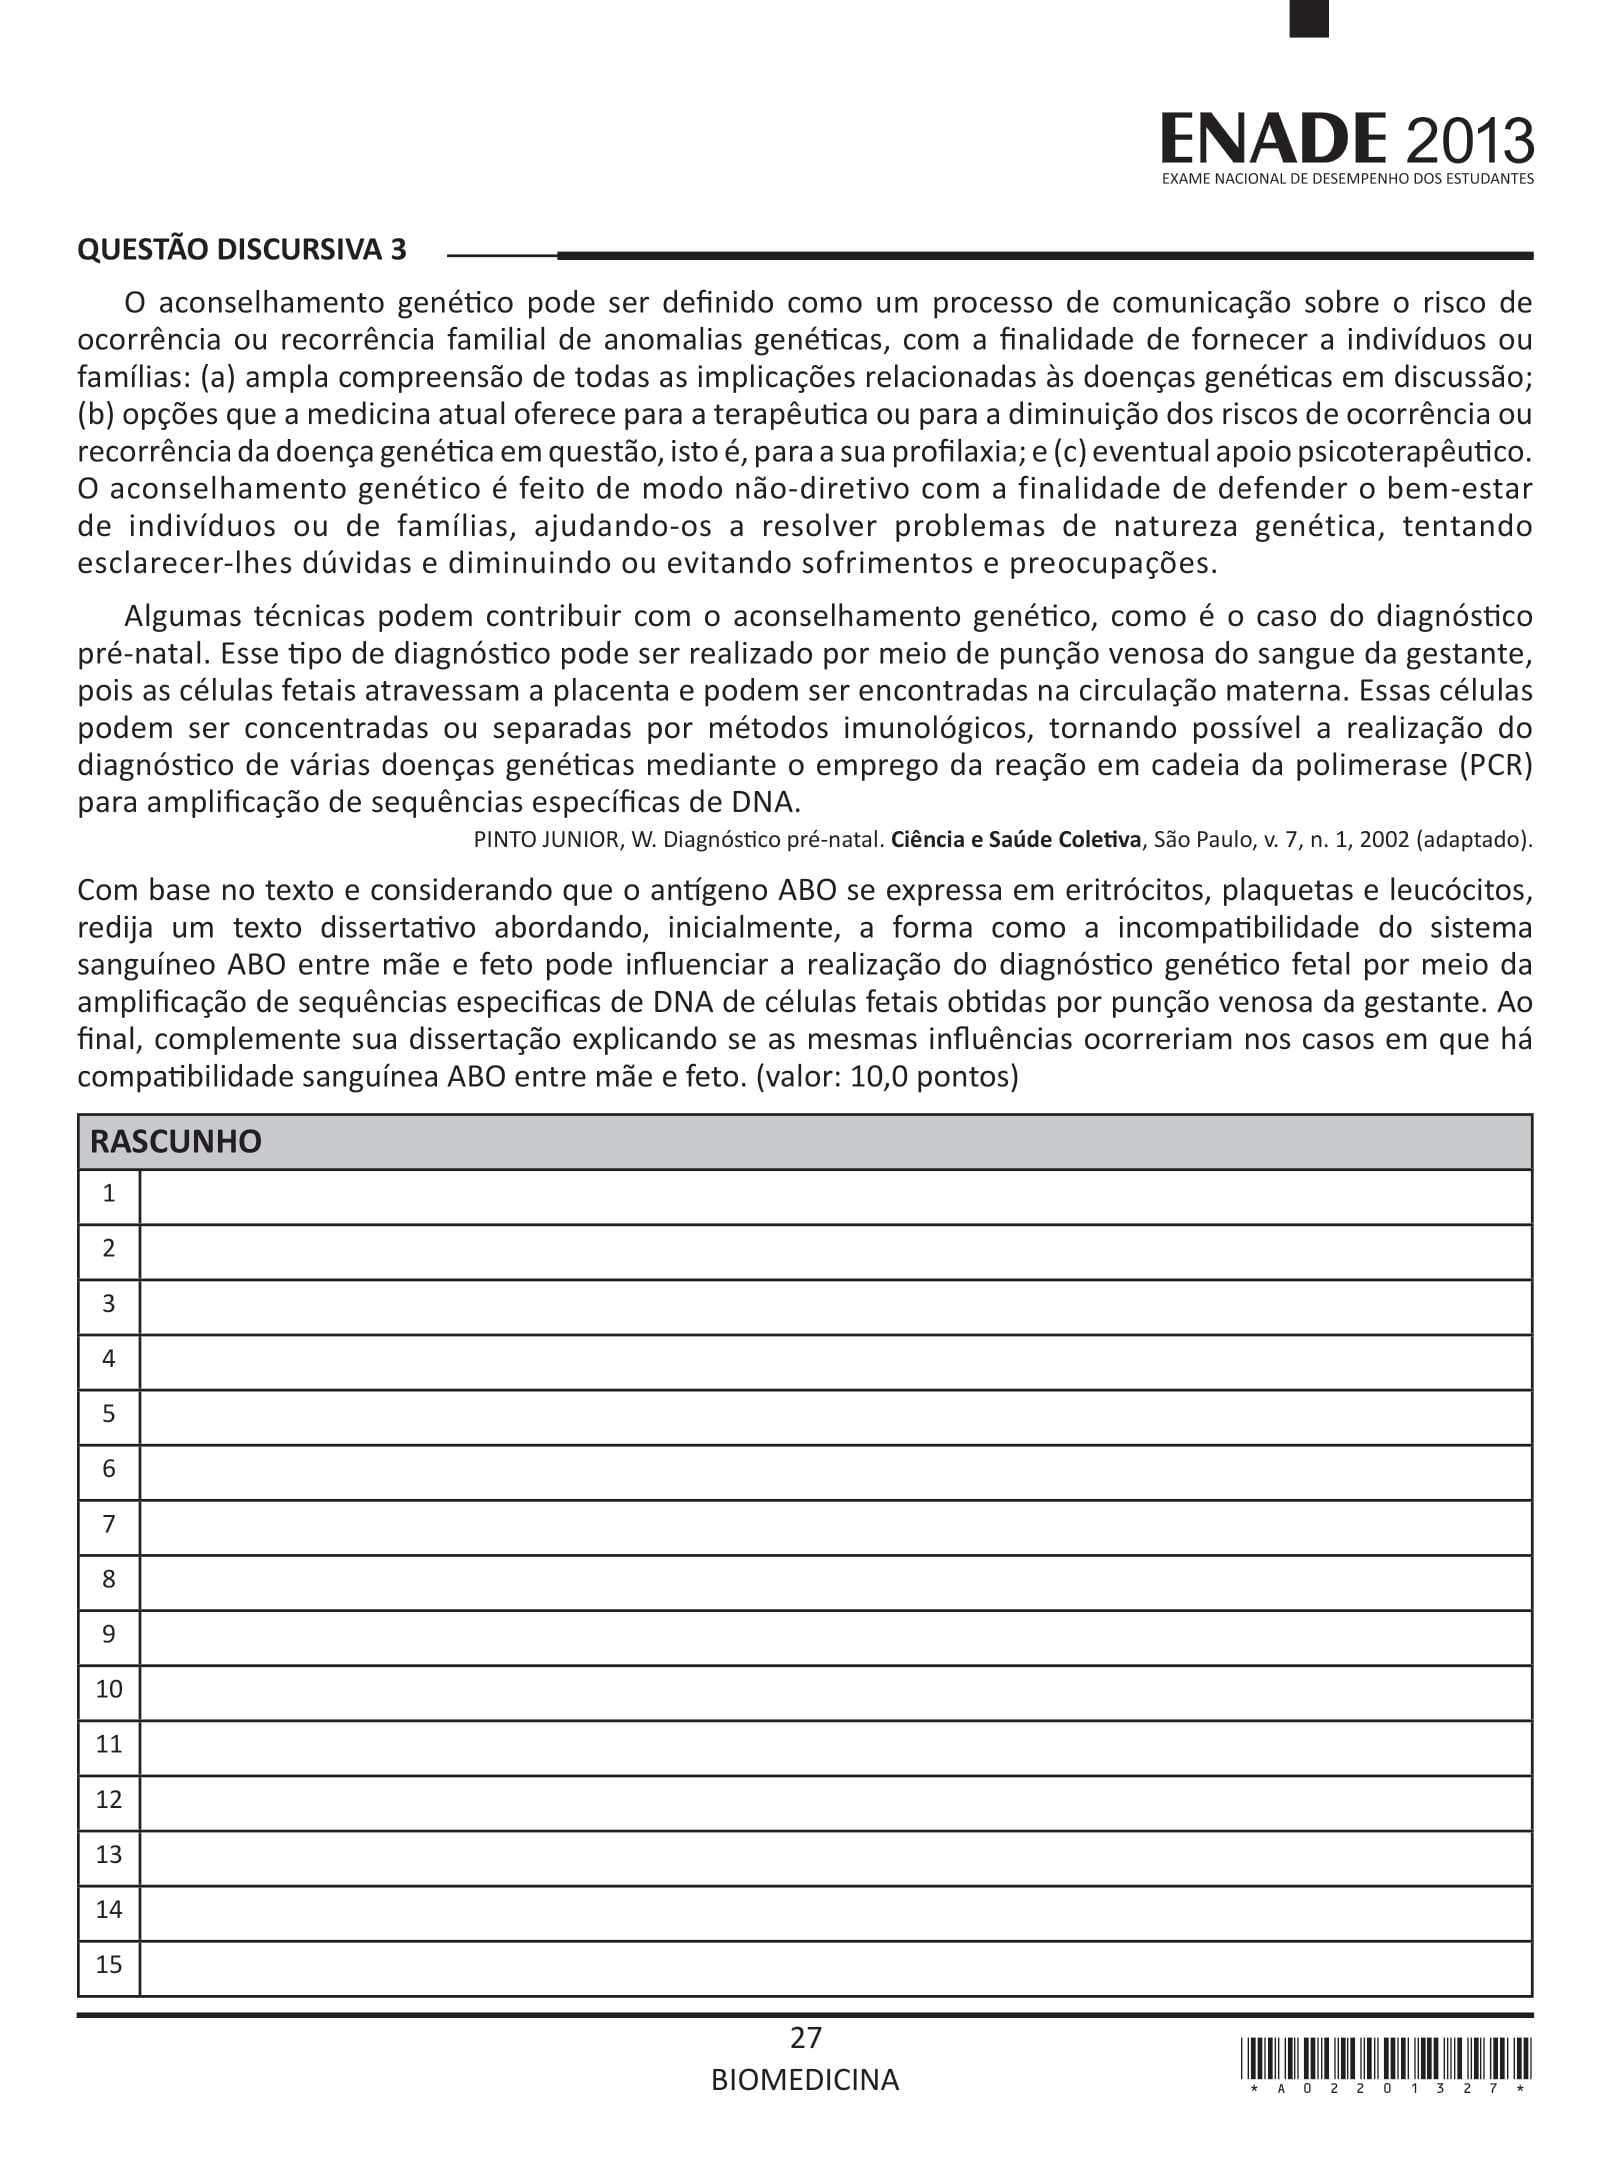 ENADE 2013
EXAME NACIONAL DE DESEMPENHO DOS ESTUDANTES
QUESTÃO DISCURSIVA 3
O aconselhamento genético pode ser definido como um processo de comunicação sobre o risco de
ocorrência ou recorrência familial de anomalias genéticas, com a finalidade de fornecer a indivíduos ou
famílias: (a) ampla compreensão de todas as implicações relacionadas às doenças genéticas em discussão;
(b) opções que a medicina atual oferece para a terapêutica ou para a diminuição dos riscos de ocorrência ou
recorrência da doença genética em questão, isto é, para a sua profilaxia; e (c) eventual apoio psicoterapêutico.
O aconselhamento genético é feito de modo não-diretivo com a finalidade de defender o bem-estar
de indivíduos ou de famílias, ajudando-os a resolver problemas de natureza genética, tentando
esclarecer-lhes dúvidas e diminuindo ou evitando sofrimentos e preocupações.
Algumas técnicas podem contribuir com o aconselhamento genético, como é o caso do diagnóstico
pré-natal. Esse tipo de diagnóstico pode ser realizado por meio de punção venosa do sangue da gestante,
pois as células fetais atravessam a placenta e podem ser encontradas na circulação materna. Essas células
podem ser concentradas ou separadas por métodos imunológicos, tornando possível a realização do
diagnóstico de várias doenças genéticas mediante o emprego da reação em cadeia da polimerase (PCR)
para amplificação de sequências específicas de DNA.
PINTO JUNIOR, W. Diagnóstico pré-natal. Ciência e Saúde Coletiva, São Paulo, v. 7, n. 1, 2002 (adaptado).
Com base no texto e considerando que o antígeno ABO se expressa em eritrócitos, plaquetas e leucócitos,
redija um texto dissertativo abordando, inicialmente, a forma como a incompatibilidade do sistema
sanguíneo ABO entre mãe e feto pode influenciar a realização do diagnóstico genético fetal por meio da
amplificação de sequências especificas de DNA de células fetais obtidas por punção venosa da gestante. Ao
final, complemente sua dissertação explicando se as mesmas influências ocorreriam nos casos em que há
compatibilidade sanguínea ABO entre mãe e feto. (valor: 10,0 pontos)
RASCUNHO
1
2
3
4
5
6
7
8
9
10
11
12
13
14
15
27
BIOMEDICINA
* A 0 2 2 0 1 3 2 7 *